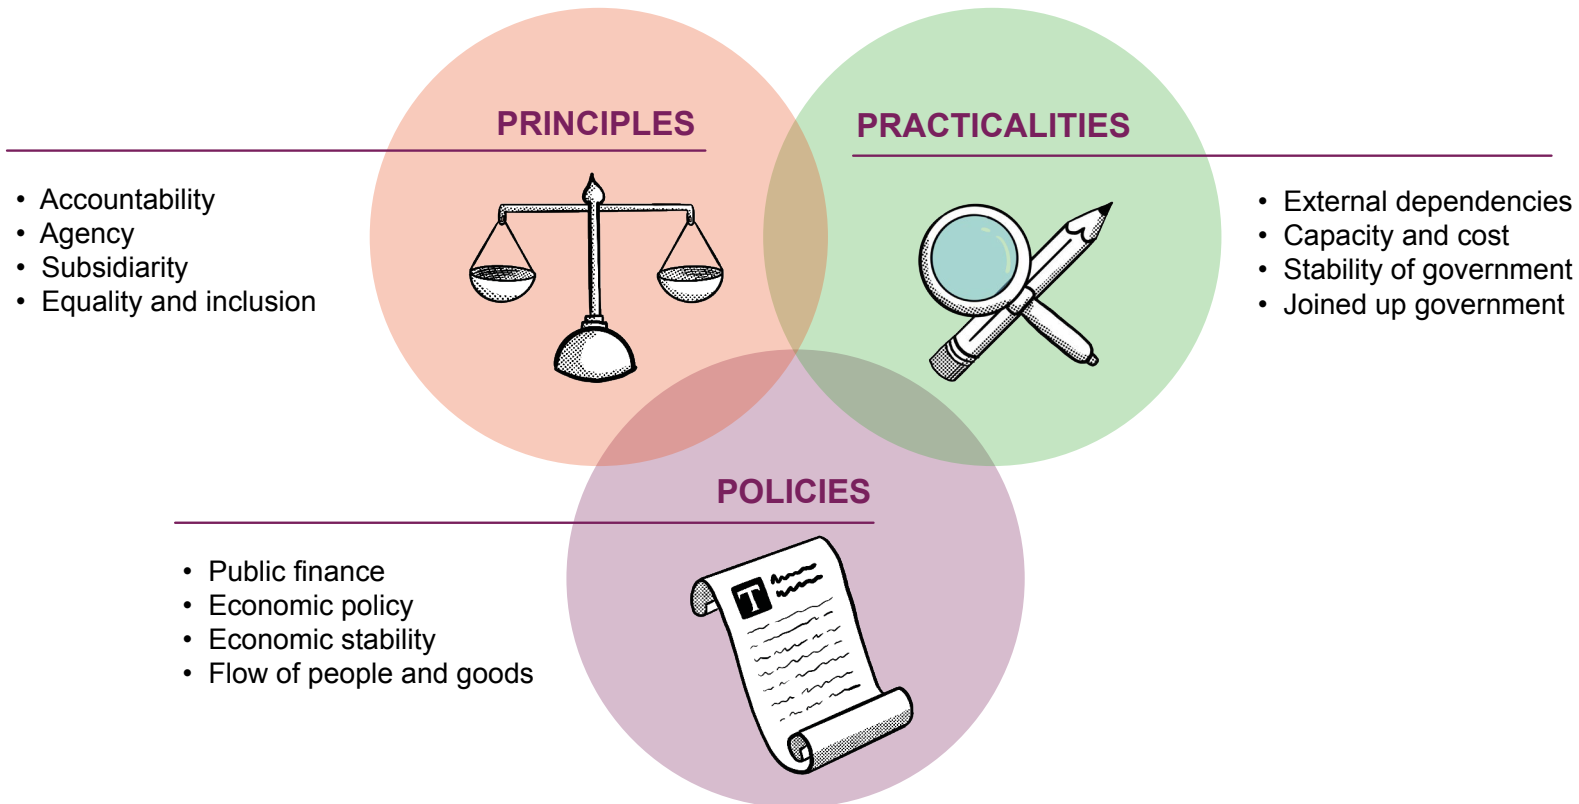 PRINCIPLES
• Accountability
• Agency
• Subsidiarity
• Equality and inclusion
PRACTICALITIES
• External dependencies
• Capacity and cost
• Stability of government
• Joined up government
POLICIES
• Public finance
• Economic policy
• Economic stability
• Flow of people and goods
T